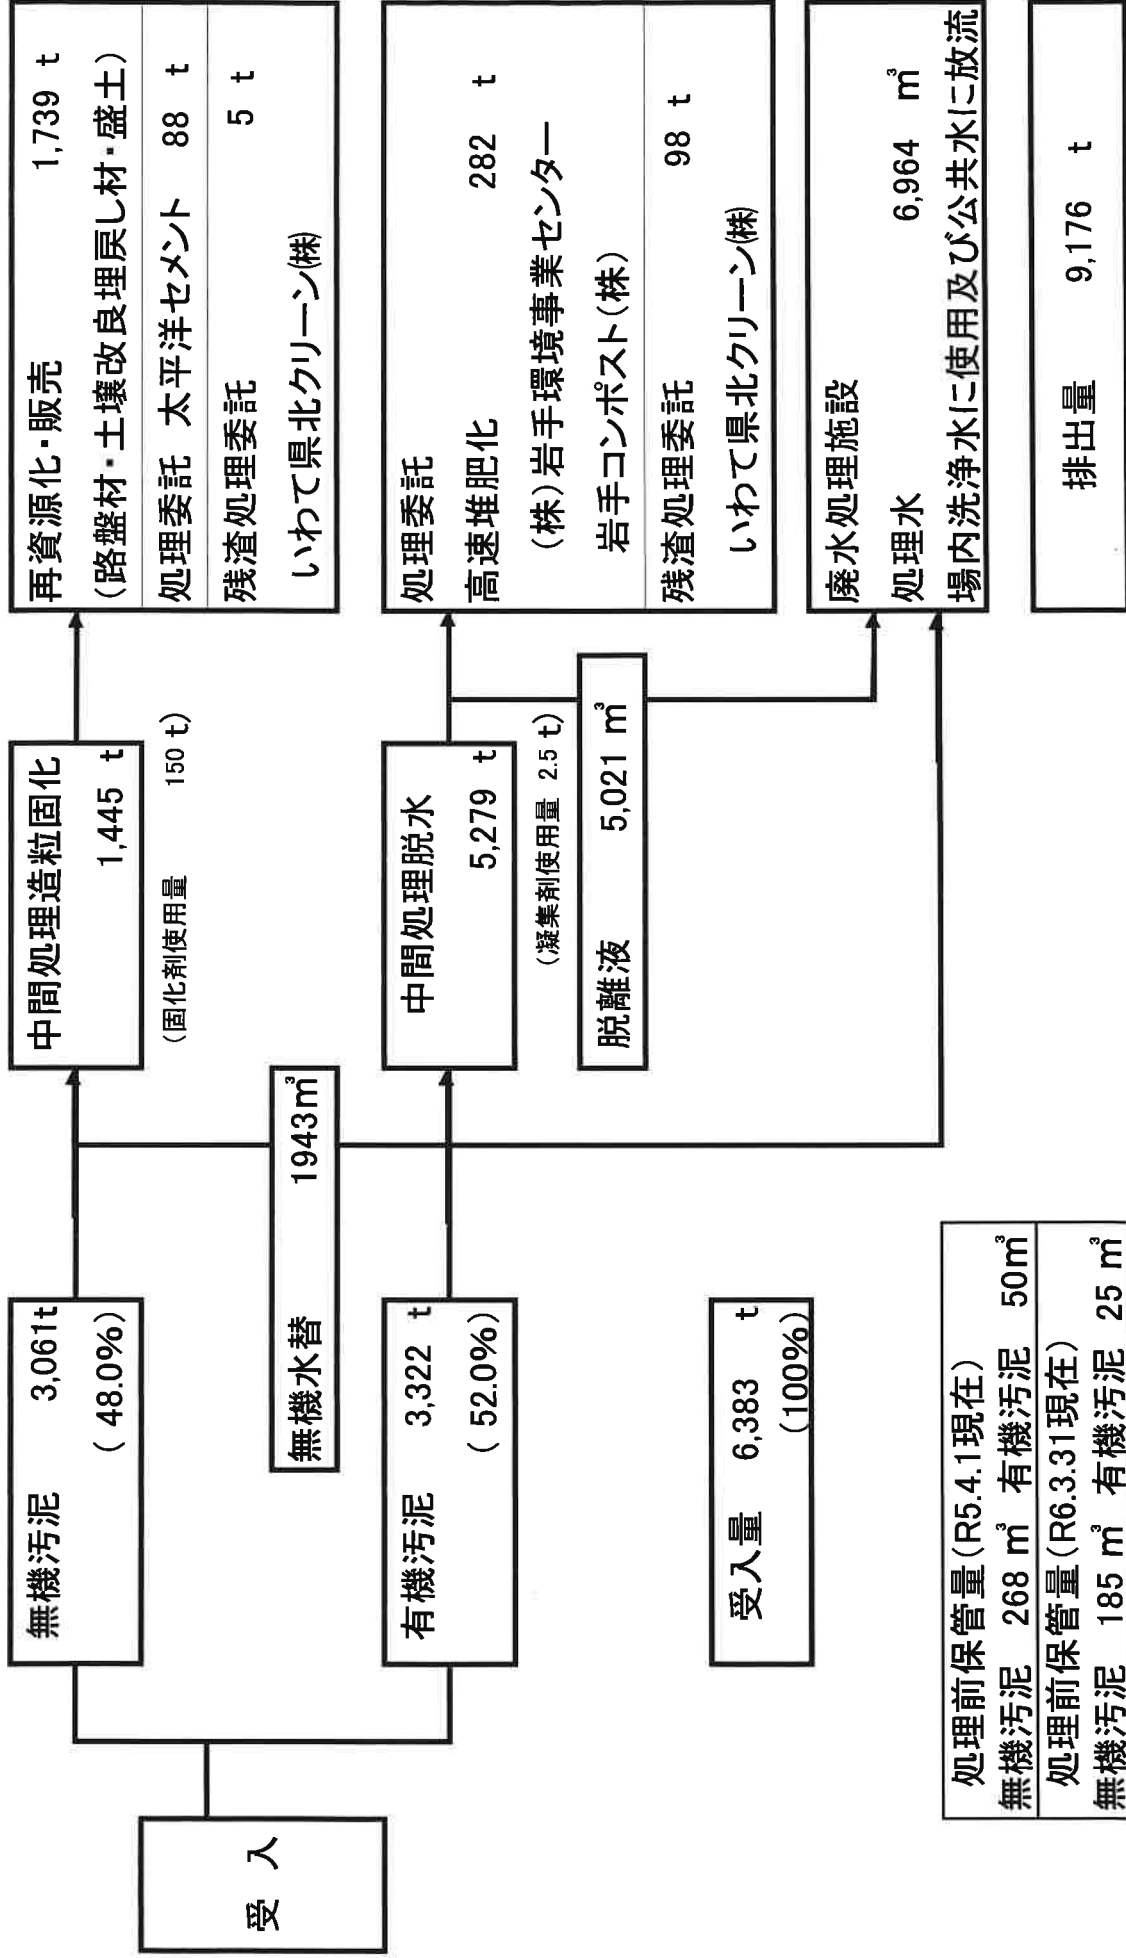 受 入
無機汚泥 3,061t
( 48.0%)
無機水替 1943㎥
有機汚泥 3,322 t
( 52.0%)
受入量 6,383 t
(100%)
処理前保管量(R5.4.1現在)
無機汚泥 268 ㎥ 有機汚泥 50㎥
処理前保管量(R6.3.31現在)
無機汚泥 185 ㎥ 有機汚泥 25 ㎥
中間処理造粒固化
1,445 t
(固化剤使用量 150 t)
中間処理脱水
5,279 t
(凝集剤使用量 2.5 t)
脱離液 5,021 ㎥
再資源化・販売 1,739 t
(路盤材・土壌改良埋戻し材・盛土)
処理委託 太平洋セメント 88 t
残渣処理委託 5 t
いわて県北クリーン(株)
処理委託
高速堆肥化 282 t
(株)岩手環境事業センター
岩手コンポスト(株)
残渣処理委託 98 t
いわて県北クリーン(株)
廃水処理施設
処理水 6,964 ㎥
場内洗浄水に使用及び公共水に放流
排出量 9,176 t